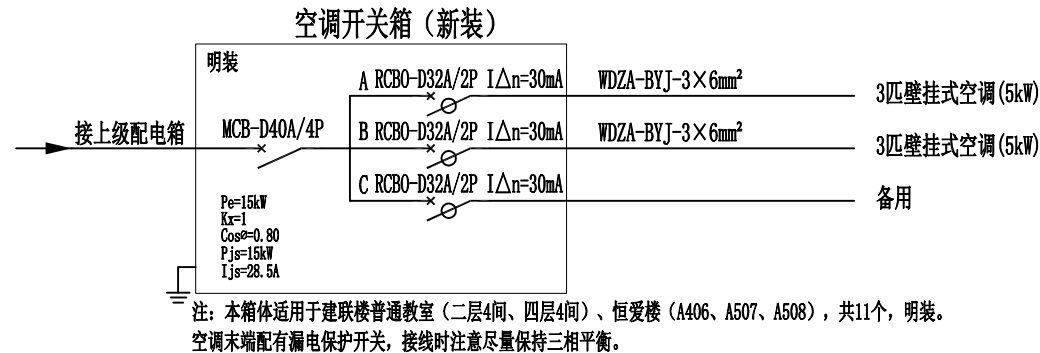 空调开关箱（新装）
明装
A RCBO-D32A/2P I△n=30mA
WDZA-BYJ-3×6mm²
3匹壁挂式空调(5kW)
接上级配电箱
MCB-D40A/4P
B RCBO-D32A/2P I△n=30mA
WDZA-BYJ-3×6mm²
3匹壁挂式空调(5kW)
C RCBO-D32A/2P I△n=30mA
备用
Pe=15kW
Kx=1
Cosø=0.80
Pjs=15kW
Ijs=28.5A
注：本箱体适用于建联楼普通教室（二层4间、四层4间）、恒爱楼（A406、A507、A508），共11个，明装。
空调末端配有漏电保护开关，接线时注意尽量保持三相平衡。